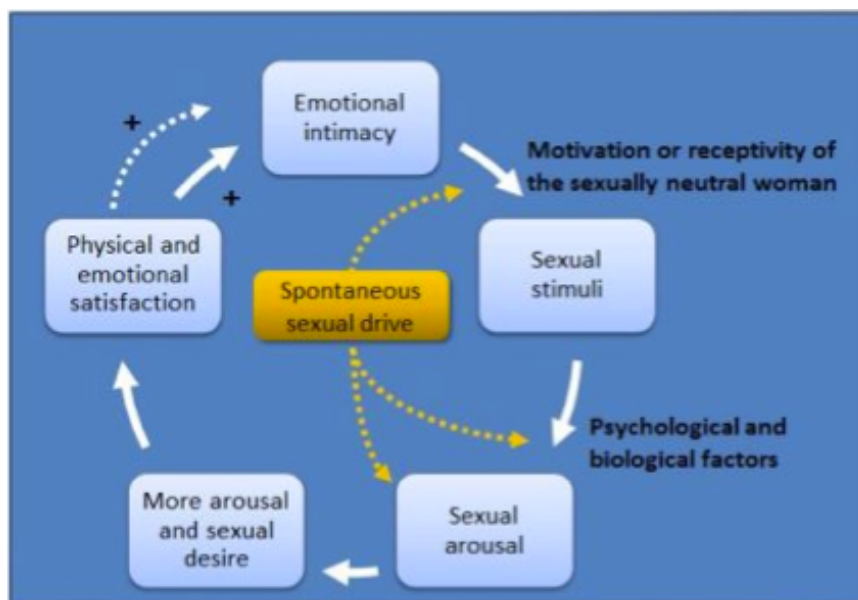 Emotional
intimacy
+
+
Motivation or receptivity of
the sexually neutral woman
Physical and
emotional
satisfaction
Spontaneous
sexual drive
Sexual
stimuli
Psychological and
biological factors
More arousal
and sexual
desire
Sexual
arousal